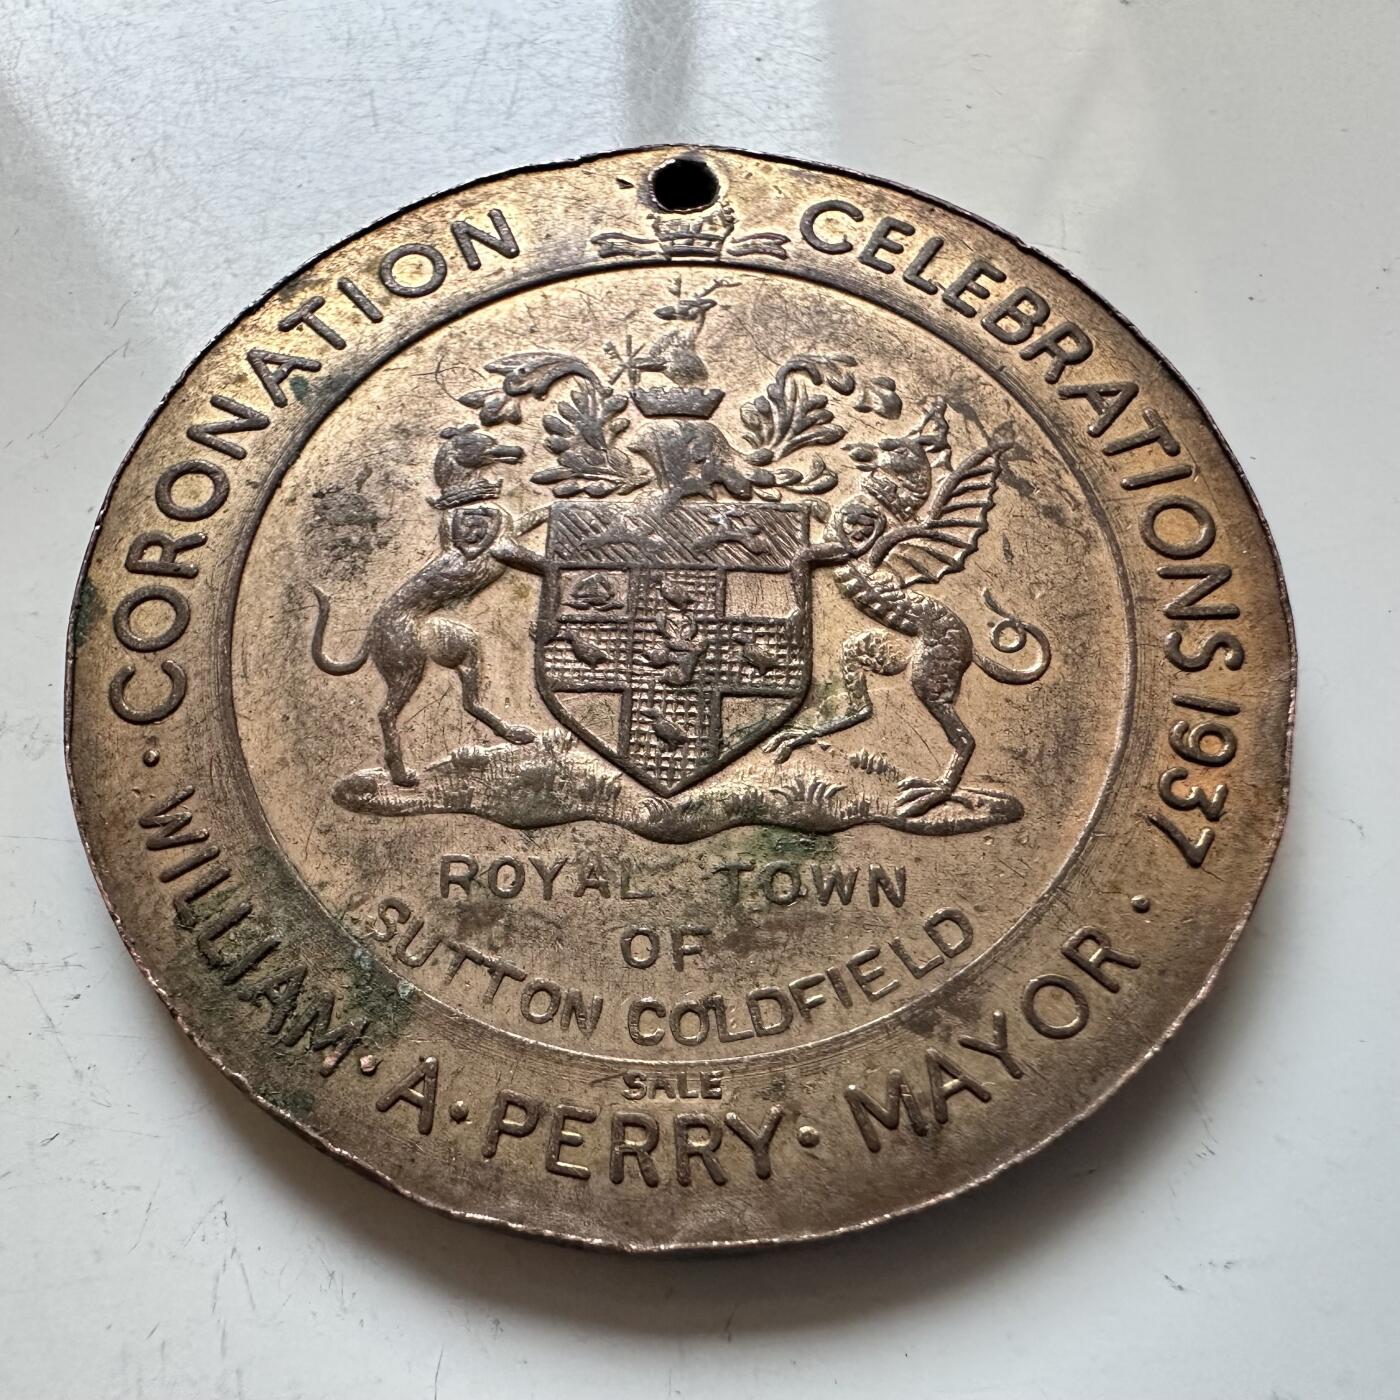 CORONATION CELEBRATIONS 1937
· WILLIAM · A · PERRY · MAYOR ·
ROYAL TOWN
OF
SUTTON COLDFIELD
SALE